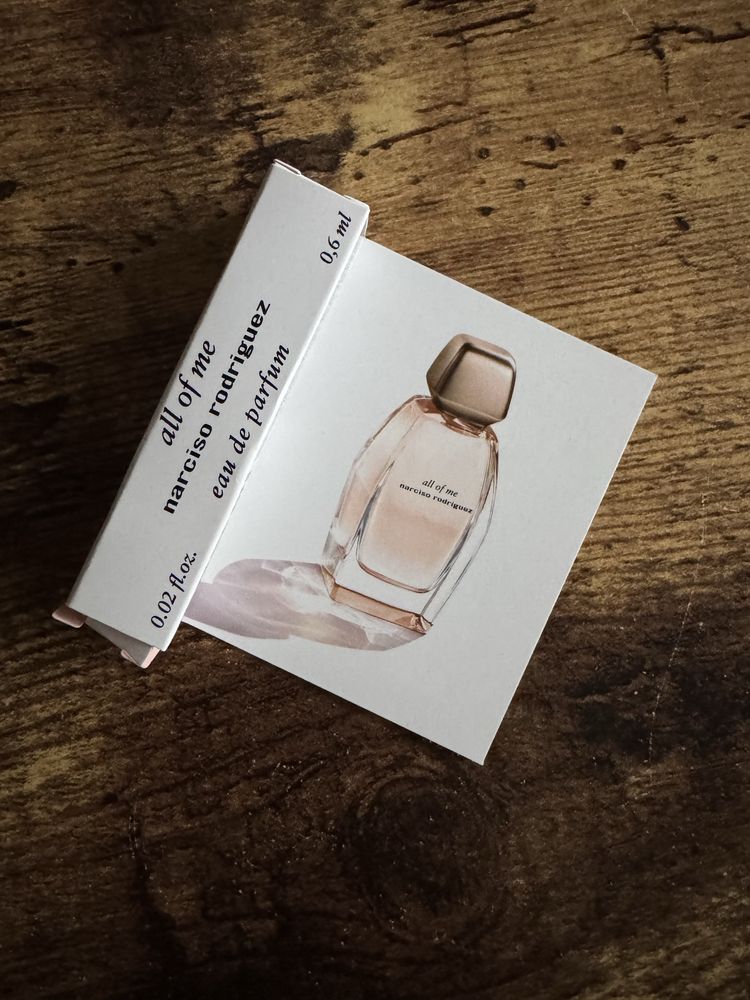 all of me
narciso rodriguez
eau de parfum
0,6 ml
0.02 fl.oz.
all of me
narciso rodriguez